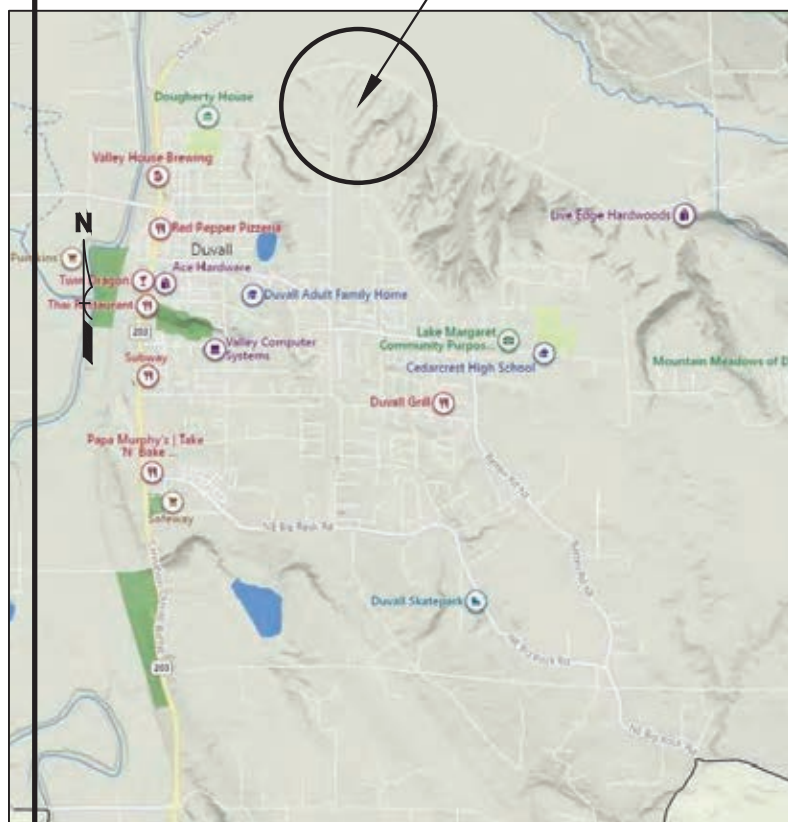 Dougherty House
Valley House Brewing
N
Red Pepper Pizzeria
Live Edge Hardwoods
Duvall
Ace Hardware
Twin Dragon
Duvall Adult Family Home
Thai Restaurant
203
Valley Computer
Systems
Lake Margaret
Community Purpos...
Cedarcrest High School
Mountain Meadows of D
Subway
Duvall Grill
Papa Murphy's | Take
'N' Bake ...
Safeway
NE Big Rock Rd
Batten Rd NE
Duvall Skatepark
203
NE Big Rock Rd
NE Big Rock Rd